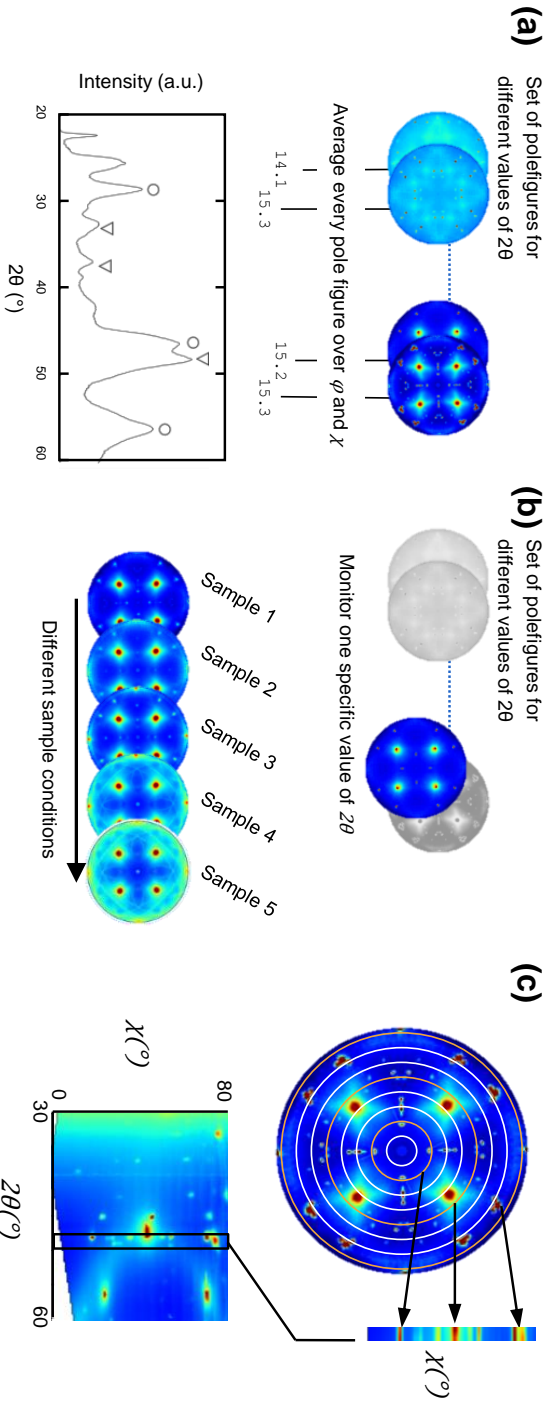 (a)
Set of polefigures for
different values of 2θ
14.1
15.3
15.2
15.3
Average every pole figure over φ and χ
Intensity (a.u.)
20
30
40
50
60
2θ (°)
(b)
Set of polefigures for
different values of 2θ
Monitor one specific value of 2θ
Sample 1
Sample 2
Sample 3
Sample 4
Sample 5
Different sample conditions
(c)
χ(°)
χ(°)
0
80
30
60
2θ(°)